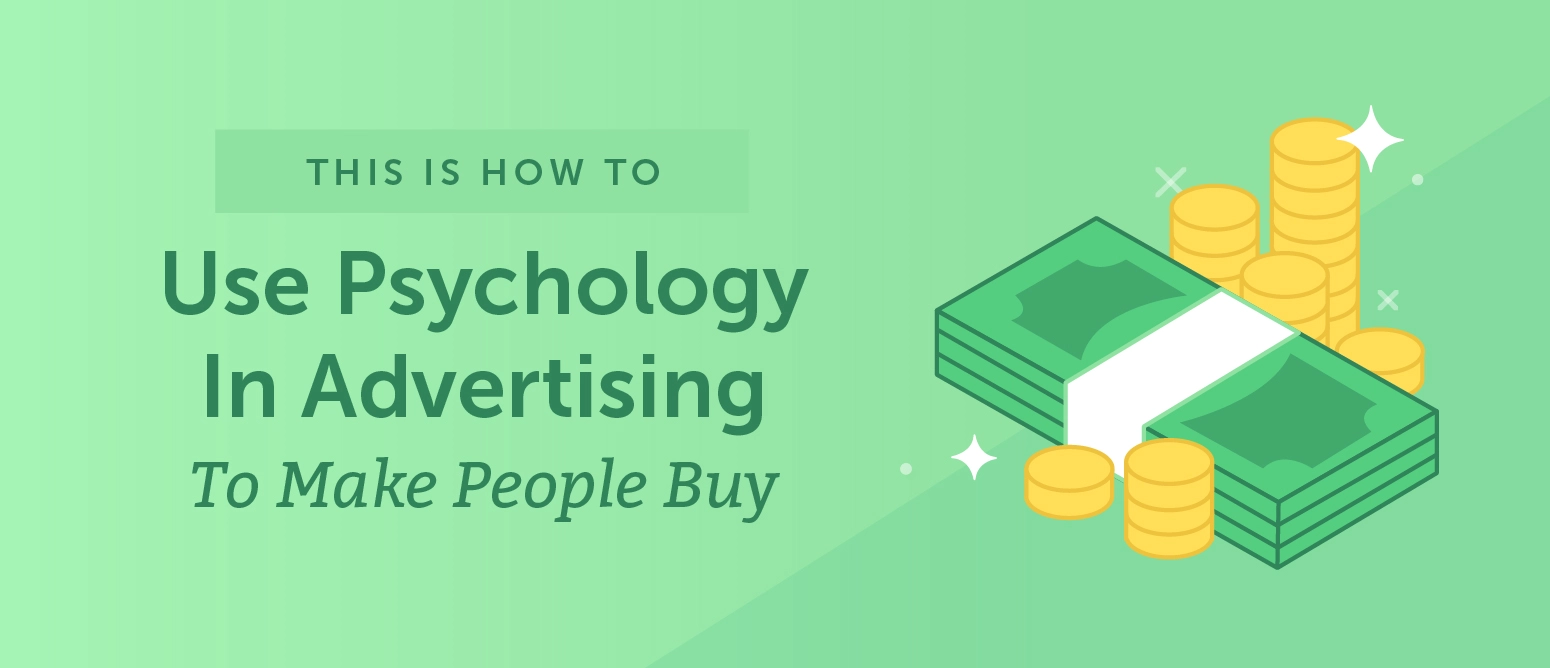 THIS IS HOW TO
Use Psychology
In Advertising
To Make People Buy